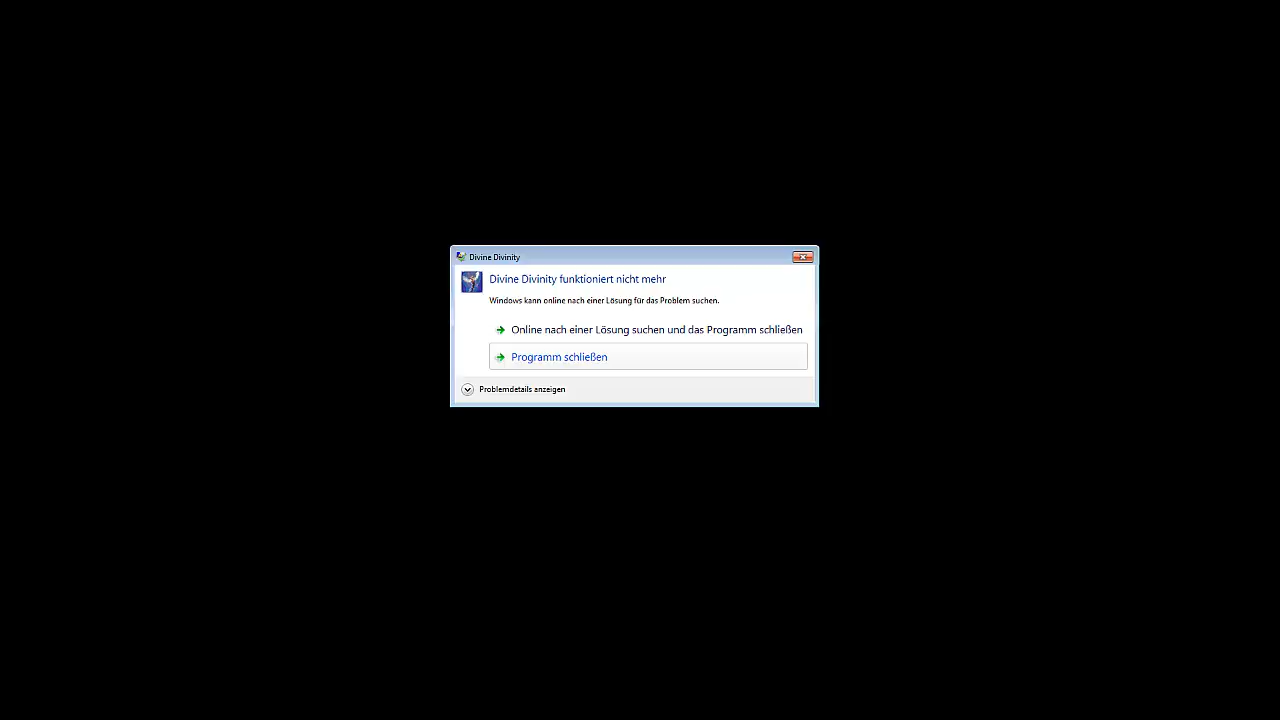 Divine Divinity
Divine Divinity funktioniert nicht mehr
Windows kann online nach einer Lösung für das Problem suchen.
Online nach einer Lösung suchen und das Programm schließen
Programm schließen
Problemdetails anzeigen